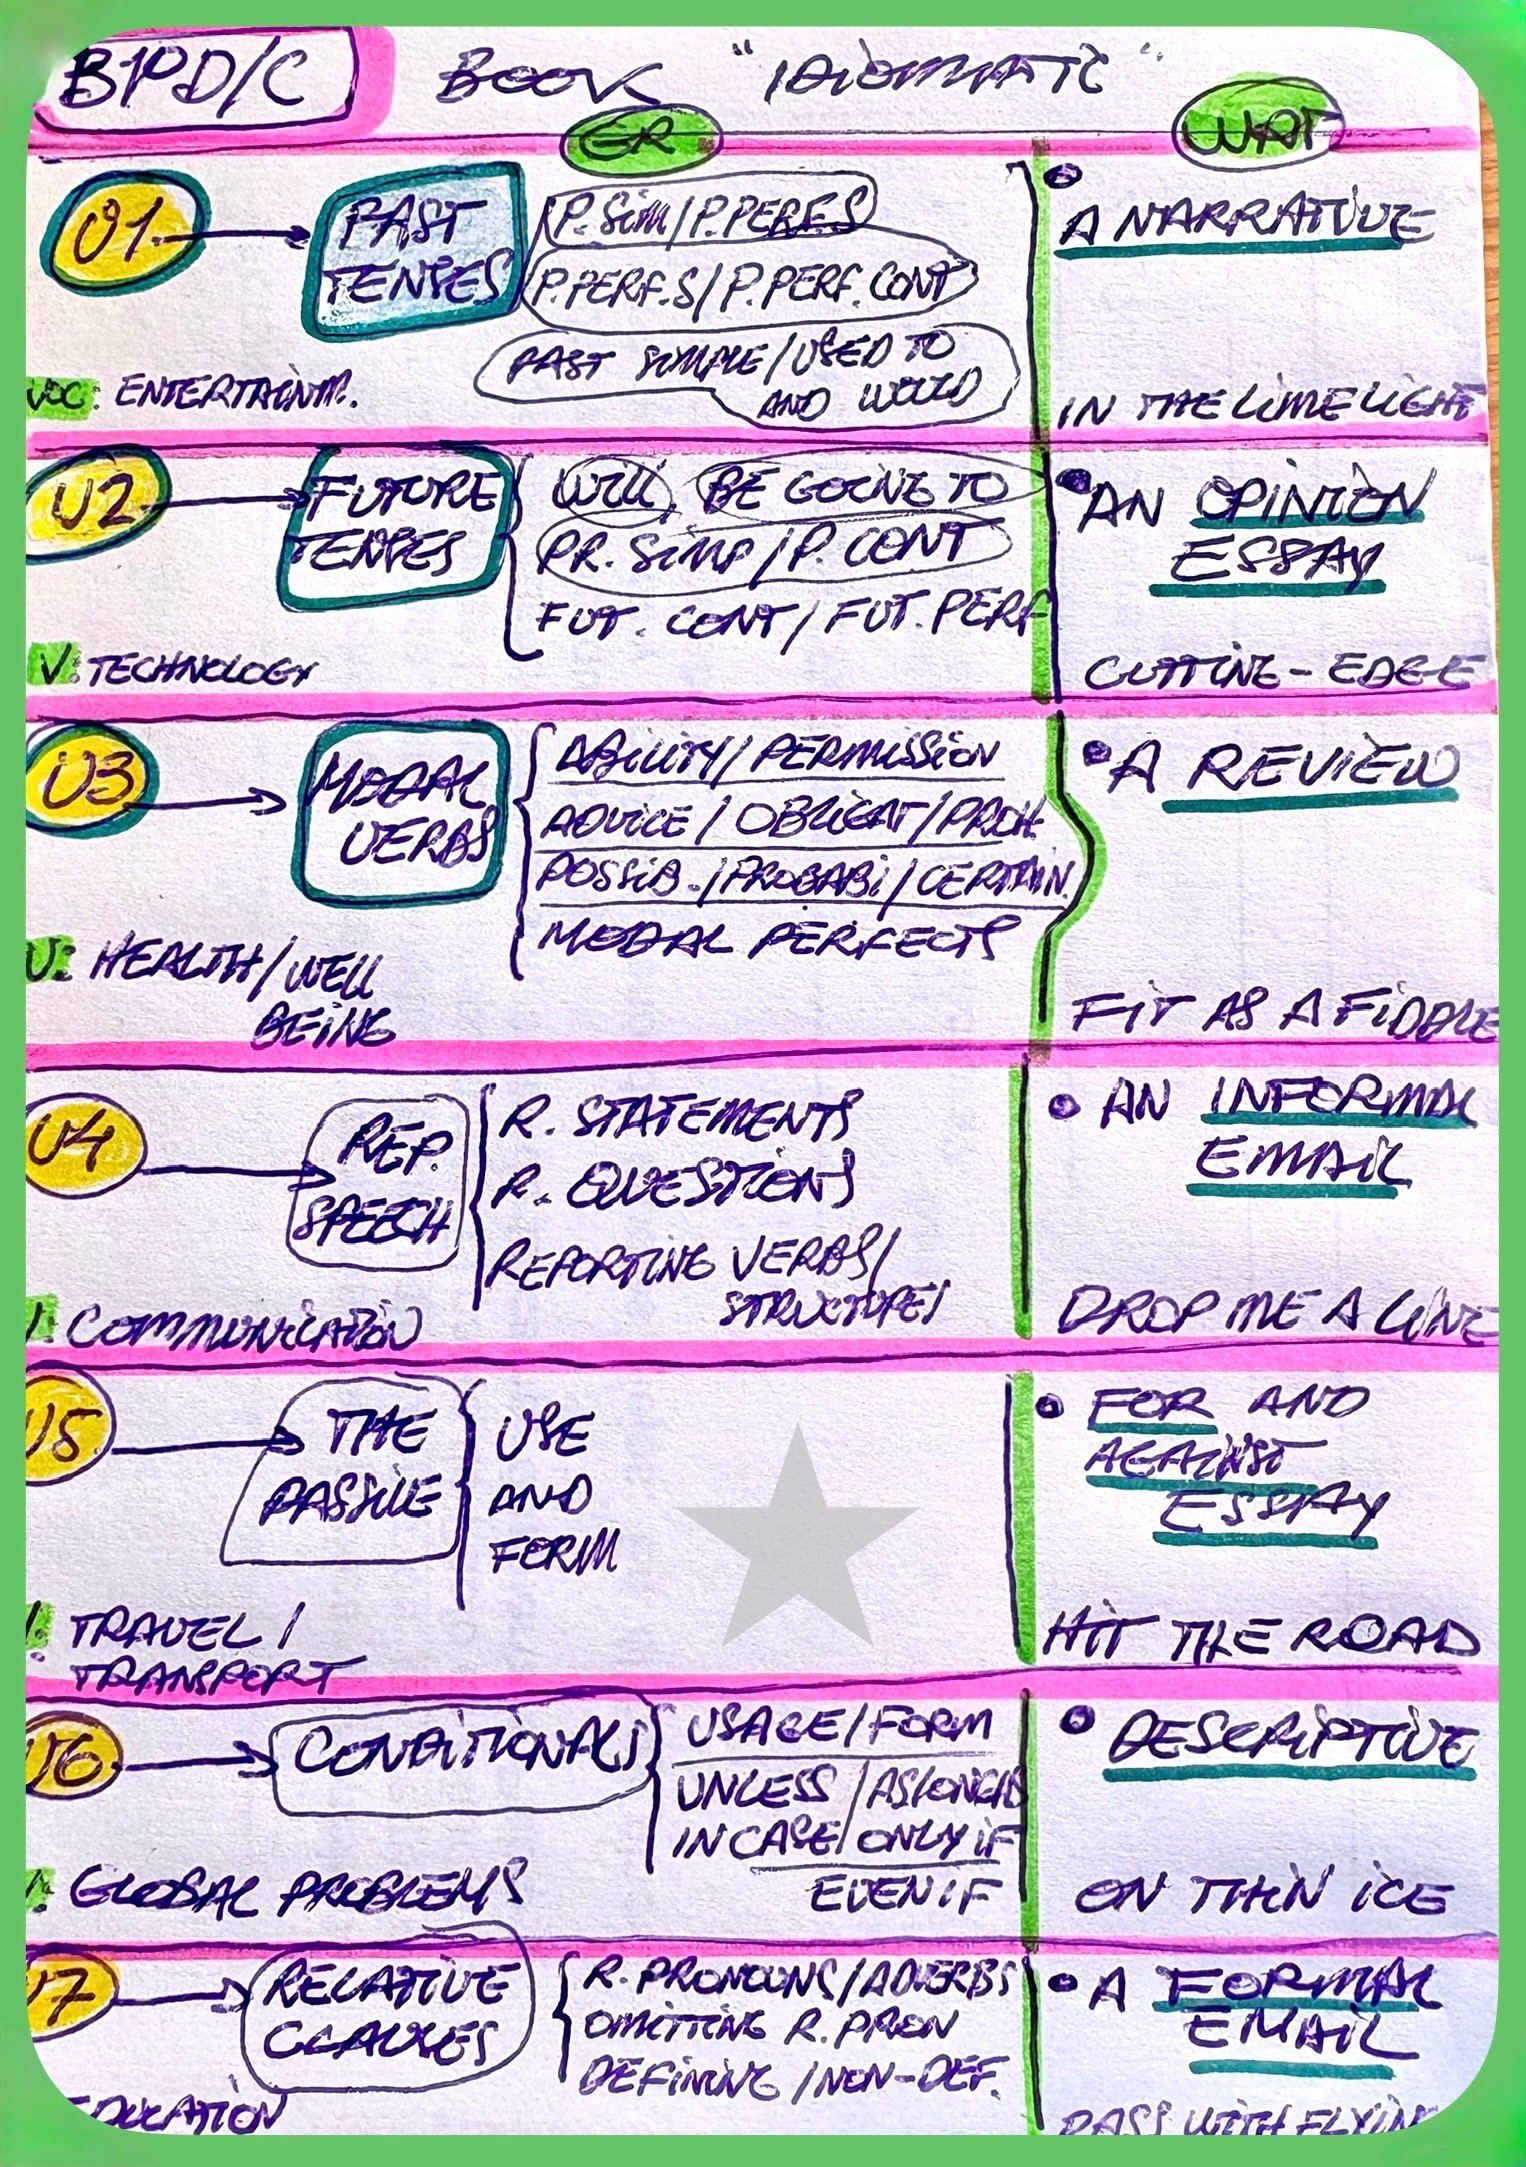 B1PD/C BOOK "IDIOMATIC"
GR WRT
U1 PAST TENSES
P.SIM/P.PERF.S
P.PERF.S/P.PERF.CONT
PAST SIMPLE/USED TO
AND WOULD
VOC: ENTERTAINM.
A NARRATIVE
IN THE LIMELIGHT
U2 FUTURE TENSES
WILL BE GOING TO
PR. SIMP/P. CONT
FUT. CONT/FUT. PERF
V: TECHNOLOGY
AN OPINION
ESSAY
CUTTING-EDGE
U3 MODAL VERBS
ABILITY/PERMISSION
ADVICE/OBLIGAT/PROH.
POSSIB./PROBABI/CERTAIN.
MODAL PERFECTS
V: HEALTH/WELL
BEING
A REVIEW
FIT AS A FIDDLE
U4 REP. SPEECH
R. STATEMENTS
R. QUESTIONS
REPORTING VERBS/
STRUCTURES
COMMUNICATION
AN INFORMAL
EMAIL
DROP ME A LINE
U5 THE PASSIVE
USE
AND
FORM
TRAVEL/
TRANSPORT
FOR AND
AGAINST
ESSAY
HIT THE ROAD
U6 CONDITIONALS
USAGE/FORM
UNLESS/AS LONG AS
IN CASE/ONLY IF
EVEN IF
GLOBAL PROBLEMS
DESCRIPTIVE
ON THIN ICE
U7 RELATIVE CLAUSES
R. PRONOUNS/ADVERBS
OMITTING R. PRON
DEFINING/NON-DEF.
EDUCATION
A FORMAL
EMAIL
PASS WITH FLYIN